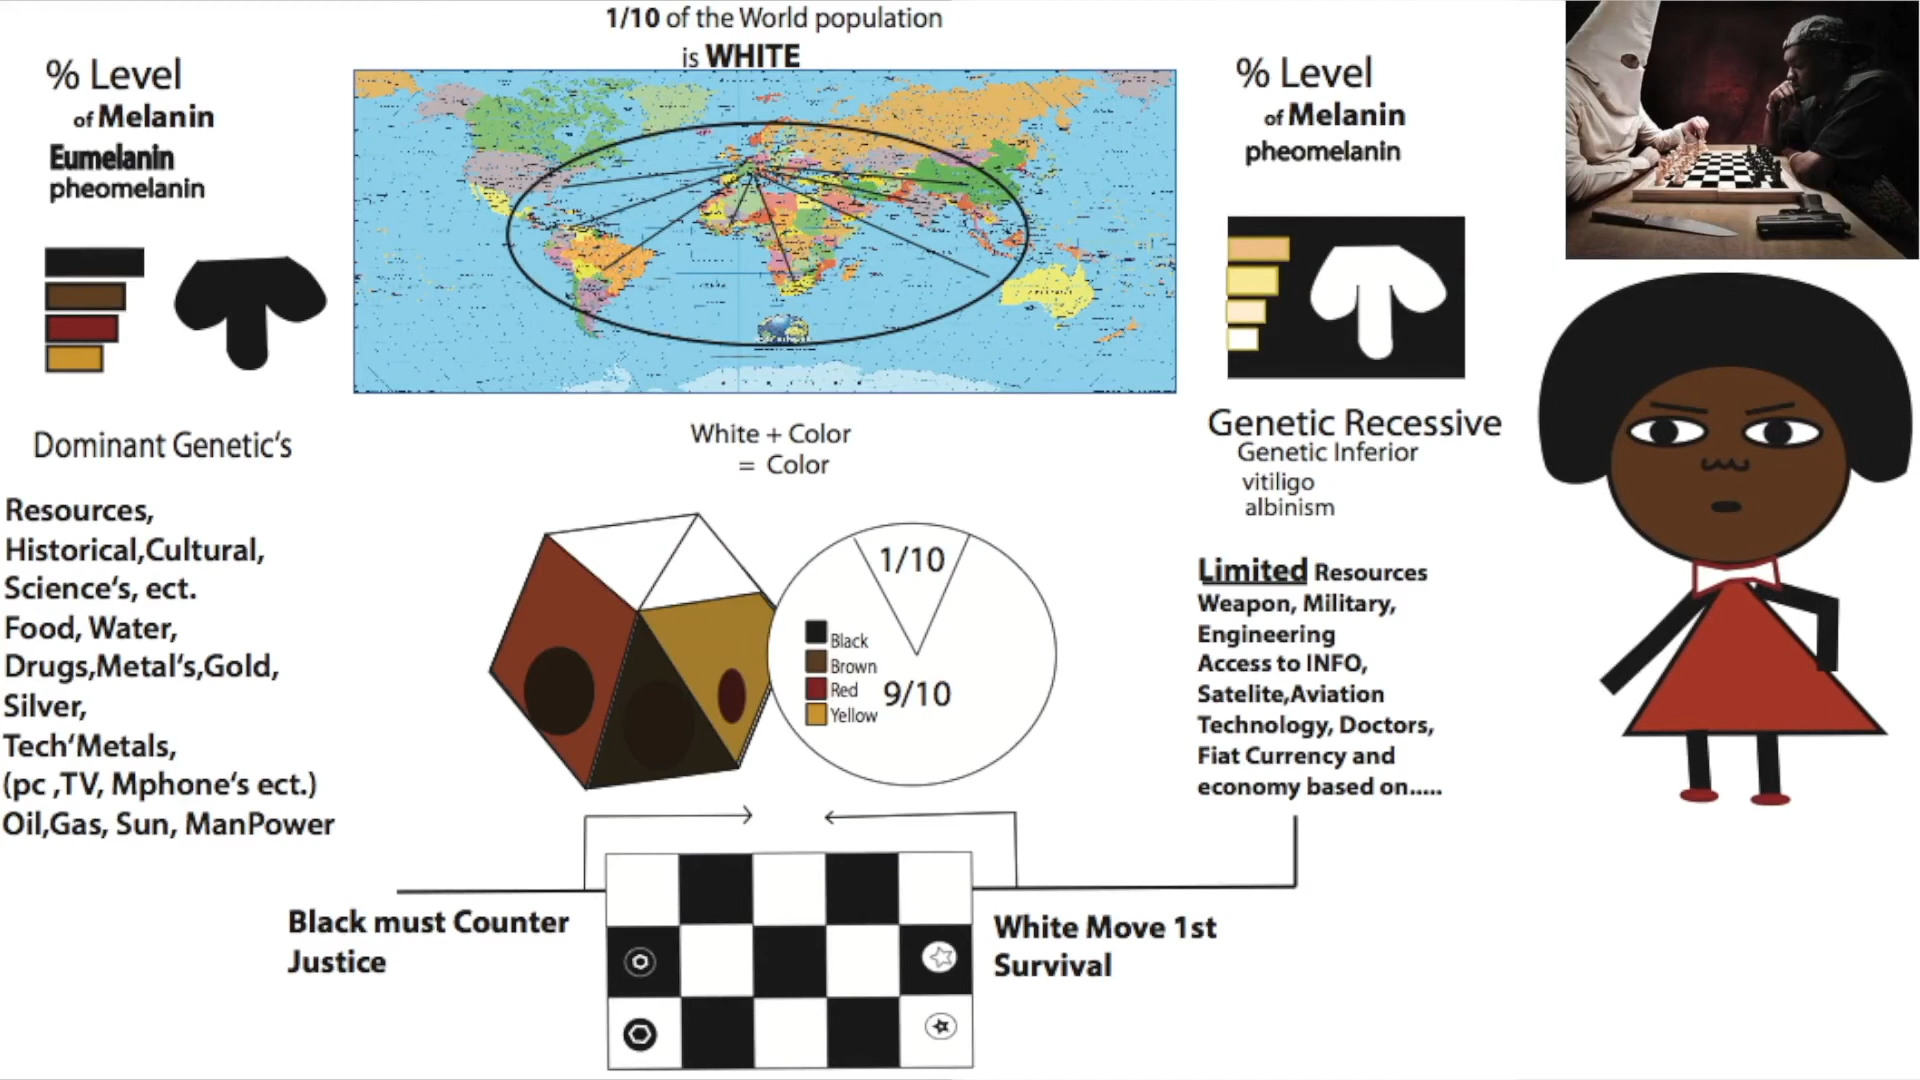 1/10 of the World population
is WHITE
% Level
of Melanin
Eumelanin
pheomelanin
% Level
of Melanin
pheomelanin
Dominant Genetic's
Resources,
Historical,Cultural,
Science's, ect.
Food, Water,
Drugs,Metal's,Gold,
Silver,
Tech'Metals,
(pc ,TV, Mphone's ect.)
Oil,Gas, Sun, ManPower
White + Color
= Color
1/10
Black
Brown
Red
Yellow
9/10
Genetic Recessive
Genetic Inferior
vitiligo
albinism
Limited Resources
Weapon, Military,
Engineering
Access to INFO,
Satelite,Aviation
Technology, Doctors,
Fiat Currency and
economy based on.....
Black must Counter
Justice
White Move 1st
Survival